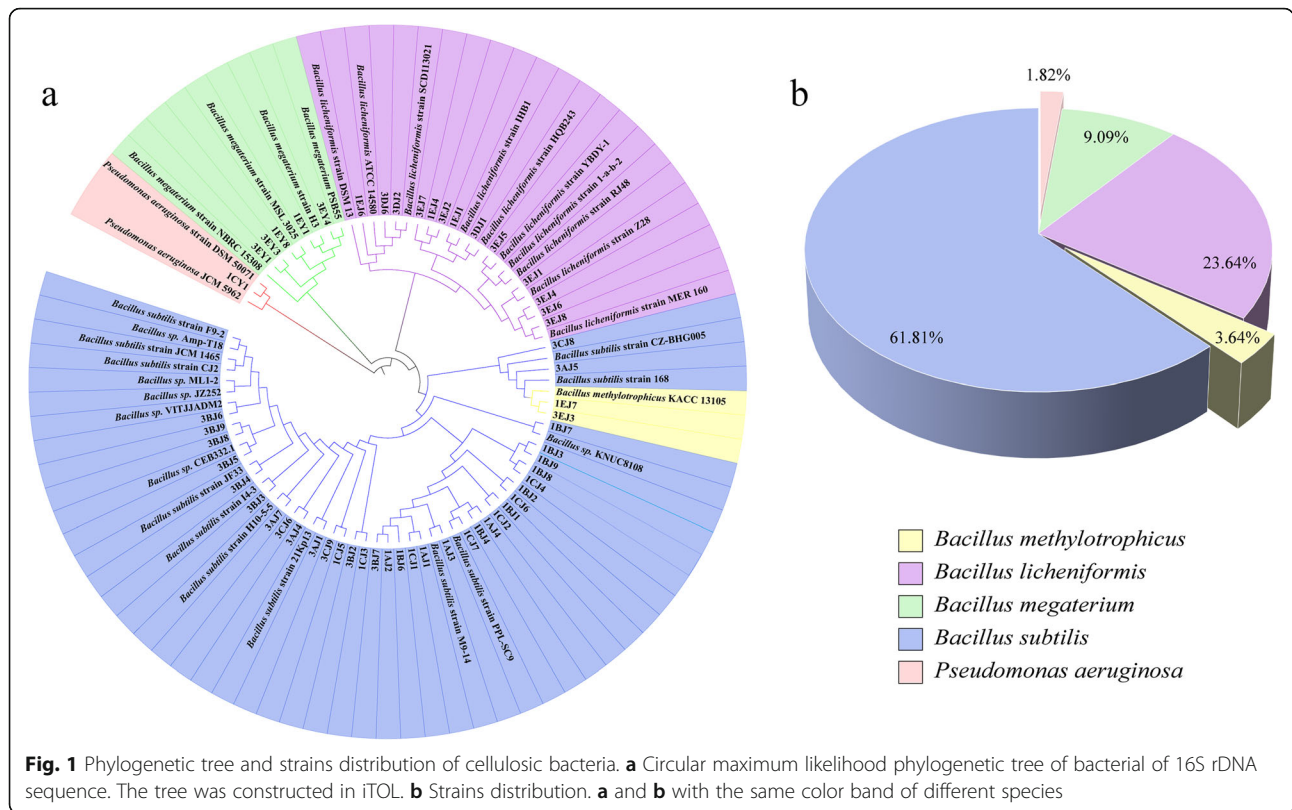 a
Pseudomonas aeruginosa JCM 5962
1CY1
Pseudomonas aeruginosa strain DSM 50071
Bacillus megaterium strain NBRC 15308
3EY7
3EY3
1EY8
Bacillus megaterium strain MSL 3025
1EY1
Bacillus megaterium strain H3
3EY4
Bacillus megaterium PSB55
Bacillus licheniformis strain DSM 13
1EJ6
Bacillus licheniformis ATCC 14580
3DJ6
3DJ2
Bacillus licheniformis strain SCD113021
3EJ7
1EJ4
3EJ2
1EJ1
Bacillus licheniformis strain IHB1
3DJ1
Bacillus licheniformis strain HQB243
3EJ5
Bacillus licheniformis strain YBDY-1
Bacillus licheniformis strain 1-a-b-2
Bacillus licheniformis strain RJ48
3EJ1
Bacillus licheniformis strain Z28
3EJ4
3EJ6
3EJ8
Bacillus licheniformis strain MER 160
3CJ8
Bacillus subtilis strain CZ-BHG005
3AJ5
Bacillus subtilis strain 168
Bacillus methylotrophicus KACC 13105
1EJ7
3EJ3
1BJ7
Bacillus sp. KNUC8108
1BJ3
1BJ9
1BJ8
1CJ4
1BJ2
1CJ6
1BJ1
1CJ2
1AJ4
1BJ4
1CJ7
Bacillus subtilis strain PPL-SC9
1AJ3
Bacillus subtilis strain M9-14
1AJ1
1CJ1
1BJ6
1AJ2
3BJ7
1CJ3
3BJ2
1CJ5
3CJ9
3AJ1
Bacillus subtilis strain 21Kp13
3AJ4
3CJ6
3AJ7
Bacillus subtilis strain H10-5-5
3BJ3
Bacillus subtilis strain I4-3
3BJ4
Bacillus subtilis strain JF33
3BJ5
Bacillus sp. CEB332.1
3BJ8
3BJ9
3BJ6
Bacillus sp. VITJJADM2
Bacillus sp. JZ252
Bacillus sp. ML1-2
Bacillus subtilis strain CJ2
Bacillus subtilis strain JCM 1465
Bacillus sp. Amp-T18
Bacillus subtilis strain F9-2
b
1.82%
9.09%
23.64%
3.64%
61.81%
Bacillus methylotrophicus
Bacillus licheniformis
Bacillus megaterium
Bacillus subtilis
Pseudomonas aeruginosa
Fig. 1 Phylogenetic tree and strains distribution of cellulosic bacteria. a Circular maximum likelihood phylogenetic tree of bacterial of 16S rDNA
sequence. The tree was constructed in iTOL. b Strains distribution. a and b with the same color band of different species